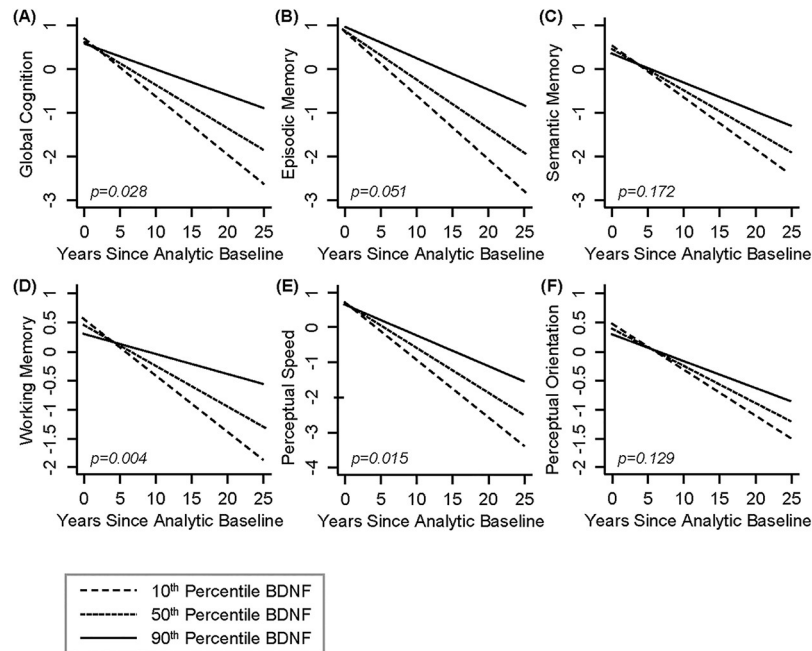 (A)
Global Cognition
1
0
-1
2
-3
p=0.028
0 5 10 15 20 25
Years Since Analytic Baseline
(B)
Episodic Memory
1
0
-1
2
-3
p=0.051
0 5 10 15 20 25
Years Since Analytic Baseline
(C)
Semantic Memory
1
0
-1
2
-3
p=0.172
0 5 10 15 20 25
Years Since Analytic Baseline
(D)
Working Memory
1
0.5
0
-0.5
-1
-1.5
-2
p=0.004
0 5 10 15 20 25
Years Since Analytic Baseline
(E)
Perceptual Speed
1
0
-1
-2
-3
-4
p=0.015
0 5 10 15 20 25
Years Since Analytic Baseline
(F)
Perceptual Orientation
1
0.5
0
-0.5
-1
-1.5
-2
p=0.129
0 5 10 15 20 25
Years Since Analytic Baseline
10th Percentile BDNF
50th Percentile BDNF
90th Percentile BDNF